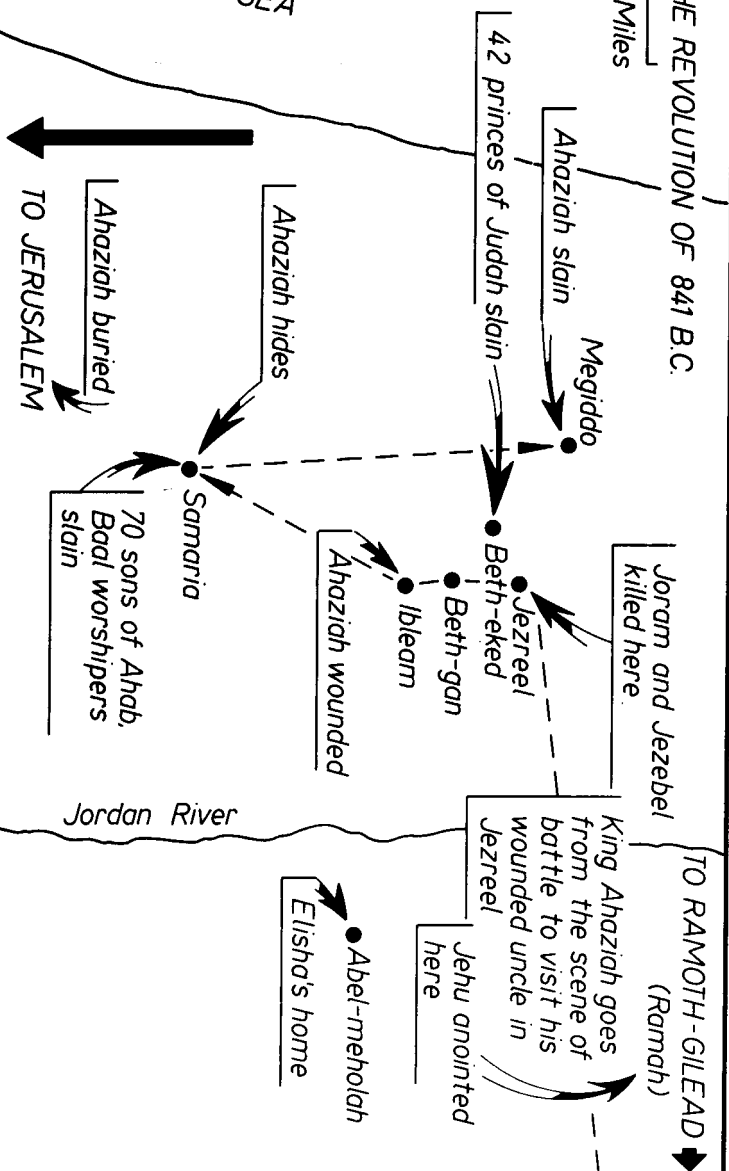 HE REVOLUTION OF 841 B.C.
Miles
SEA
TO RAMOTH-GILEAD
(Ramah)
Joram and Jezebel
killed here
King Ahaziah goes
from the scene of
battle to visit his
wounded uncle in
Jezreel
Ahaziah slain
Megiddo
42 princes of Judah slain
Jezreel
Beth-eked
Beth-gan
Ibleam
Jehu anointed
here
Ahaziah wounded
Abel-meholah
Elisha's home
Ahaziah hides
Samaria
Jordan River
70 sons of Ahab,
Baal worshipers
slain
Ahaziah buried
TO JERUSALEM